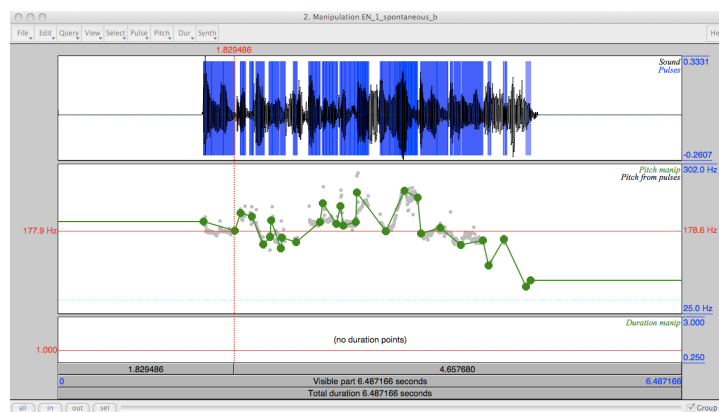 2. Manipulation EN_1_spontaneous_b
File Edit Query View Select Pulse Pitch Dur Synth He
1.829486
Sound 0.3331
Pulses
-0.2607
Pitch manip 302.0 Hz
Pitch from pulses
177.9 Hz 178.6 Hz
25.0 Hz
Duration manip 3.000
(no duration points)
1.000
0.250
1.829486 4.657680
0 Visible part 6.487166 seconds 6.487166
Total duration 6.487166 seconds
all in out sel Group